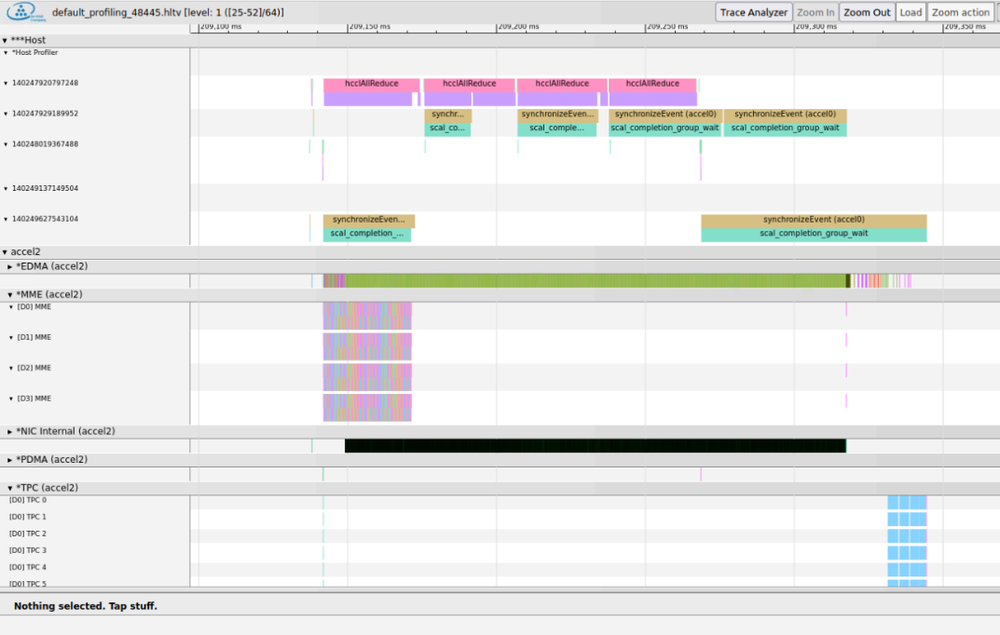 default_profiling_48445.hltv [level: 1 ([25-52]/64)]
Trace Analyzer Zoom In Zoom Out Load Zoom action
209,100 ms 209,150 ms 209,200 ms 209,250 ms 209,300 ms 209,350 ms
***Host
*Host Profiler
140247920797248
hcclAllReduce hcclAllReduce hcclAllReduce hcclAllReduce
140247929189952
synchr... synchronizeEven... synchronizeEvent (accel0) synchronizeEvent (accel0)
scal_co... scal_comple... scal_completion_group_wait scal_completion_group_wait
140248019367488
140249137149504
140249627543104
synchronizeEven... synchronizeEvent (accel0)
scal_completion_... scal_completion_group_wait
accel2
*EDMA (accel2)
*MME (accel2)
[D0] MME
[D1] MME
[D2] MME
[D3] MME
*NIC Internal (accel2)
*PDMA (accel2)
*TPC (accel2)
[D0] TPC 0
[D0] TPC 1
[D0] TPC 2
[D0] TPC 3
[D0] TPC 4
[D0] TPC 5
Nothing selected. Tap stuff.